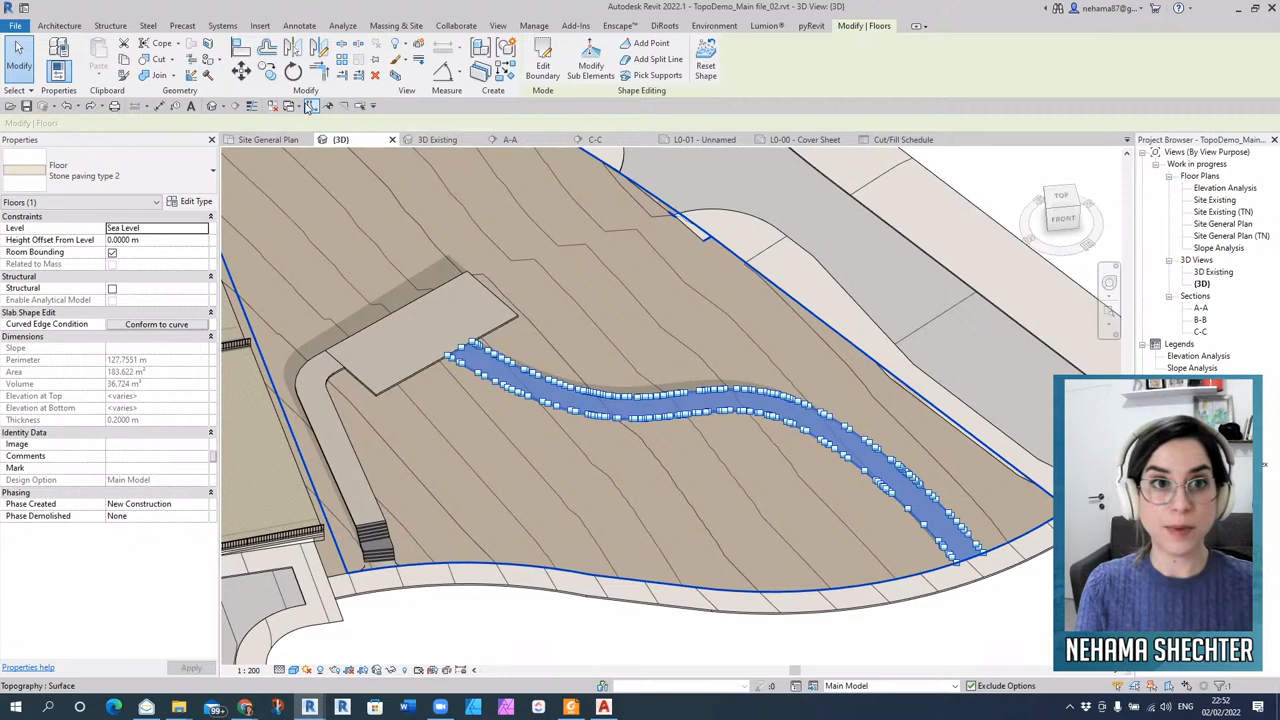 Autodesk Revit 2022.1 - TopoDemo_Main file_02.rvt - 3D View: {3D}
nehama87@g...
File Architecture Structure Steel Precast Systems Insert Annotate Analyze Massing & Site Collaborate View Manage Add-Ins Enscape™ DiRoots Environment Lumion® pyRevit Modify | Floors
Modify
Paste
Cope
Cut
Join
Edit Boundary
Modify Sub Elements
Add Point
Add Split Line
Pick Supports
Reset Shape
Select Properties Clipboard Geometry Modify View Measure Create Mode Shape Editing
Modify | Floors
Properties
Site General Plan {3D} 3D Existing A-A C-C L0-01 - Unnamed L0-00 - Cover Sheet Cut/Fill Schedule
Project Browser - TopoDemo_Main...
Floor
Stone paving type 2
Floors (1) Edit Type
Constraints
Level Sea Level
Height Offset From Level 0.0000 m
Room Bounding
Related to Mass
Structural
Structural
Enable Analytical Model
Slab Shape Edit
Curved Edge Condition Conform to curve
Dimensions
Slope
Perimeter 127.7551 m
Area 183.622 m²
Volume 36.724 m³
Elevation at Top <varies>
Elevation at Bottom <varies>
Thickness 0.2000 m
Identity Data
Image
Comments
Mark
Design Option Main Model
Phasing
Phase Created New Construction
Phase Demolished None
Properties help Apply
TOP
FRONT
Views (By View Purpose)
Work in progress
Floor Plans
Elevation Analysis
Site Existing
Site Existing (TN)
Site General Plan
Site General Plan (TN)
Slope Analysis
3D Views
3D Existing
{3D}
Sections
A-A
B-B
C-C
Legends
Elevation Analysis
Slope Analysis
NEHAMA SHECHTER
1 : 200
Topography : Surface
:0 Main Model Exclude Options :1
99+
ENG
22:52
02/02/2022